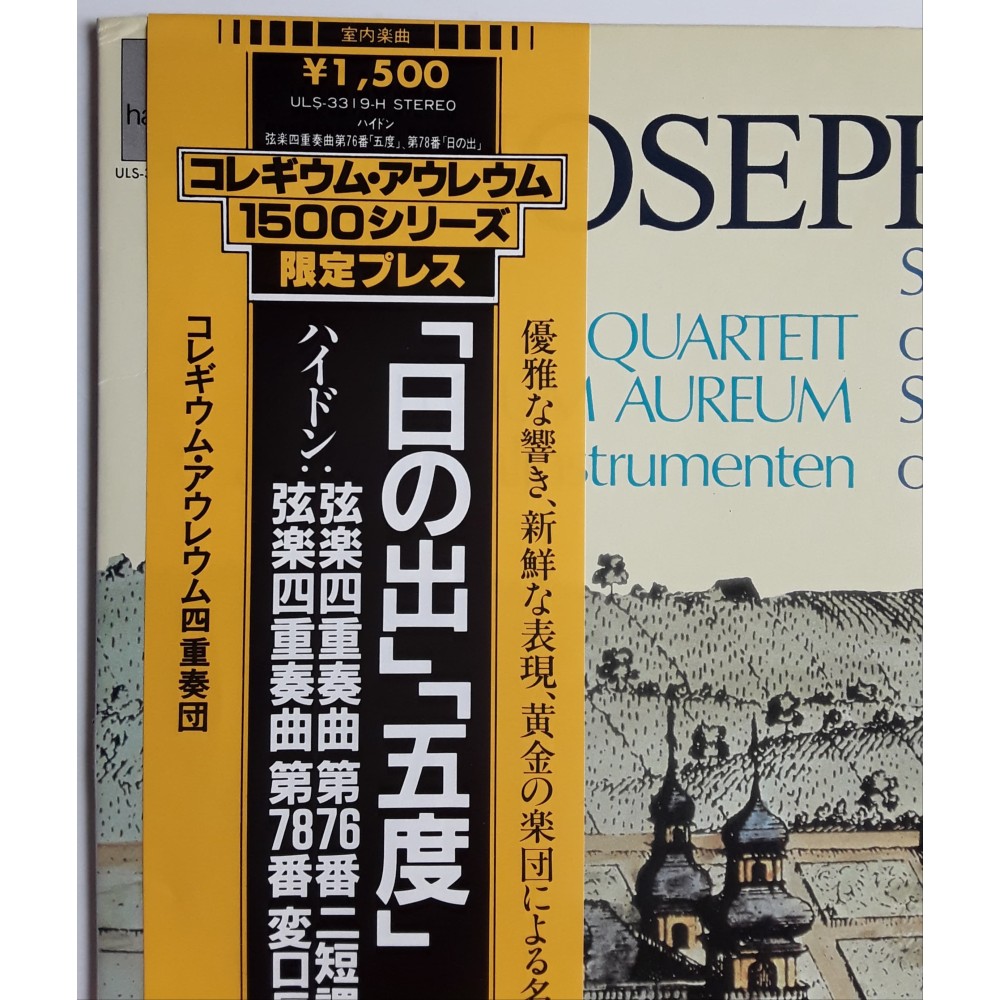 室内楽曲
¥1,500
ULS-3319-H STEREO
ハイドン
弦楽四重奏曲第76番「五度」、第78番「日の出」
コレギウム・アウレウム
1500シリーズ
限定プレス
優雅な響き、新鮮な表現、黄金の楽団による名
「日の出」「五度」
ハイドン:弦楽四重奏曲 第76番 ニ短調
弦楽四重奏曲 第78番 変ロ
コレギウム・アウレウム四重奏団
ha
ULS-3
OSEPH
QUARTETT
M AUREUM
strumenten
S
o
S
o